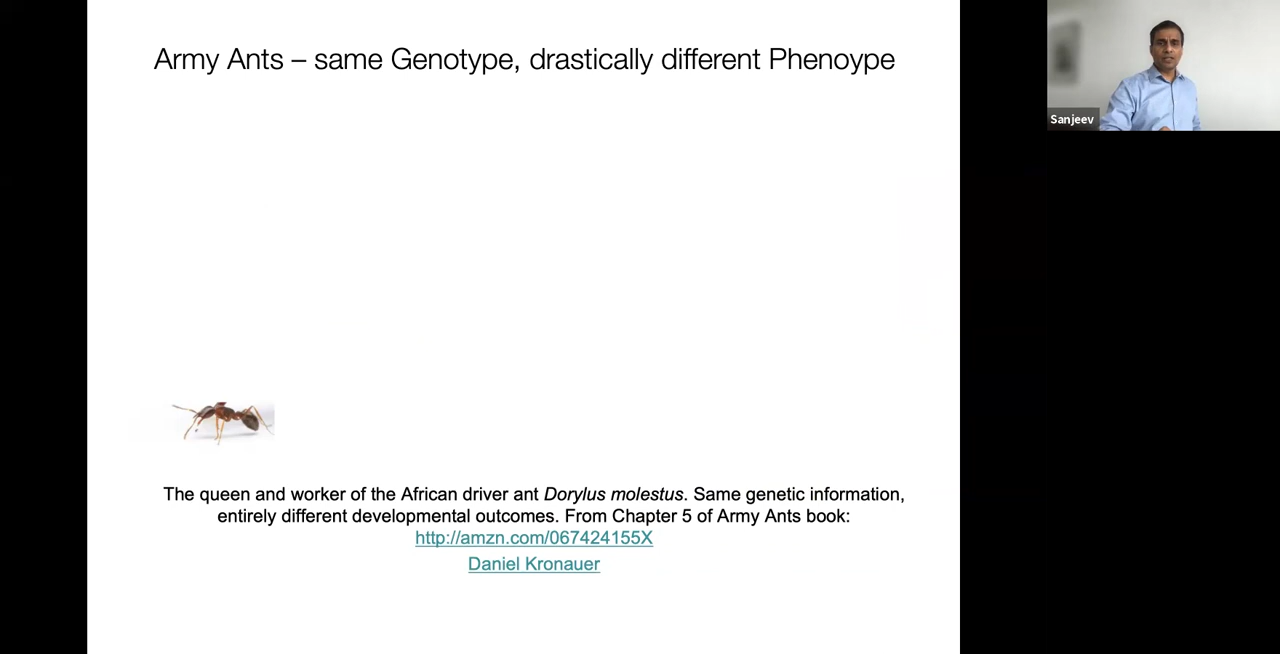 Army Ants – same Genotype, drastically different Phenoype
Sanjeev
The queen and worker of the African driver ant Dorylus molestus. Same genetic information,
entirely different developmental outcomes. From Chapter 5 of Army Ants book:
http://amzn.com/067424155X
Daniel Kronauer